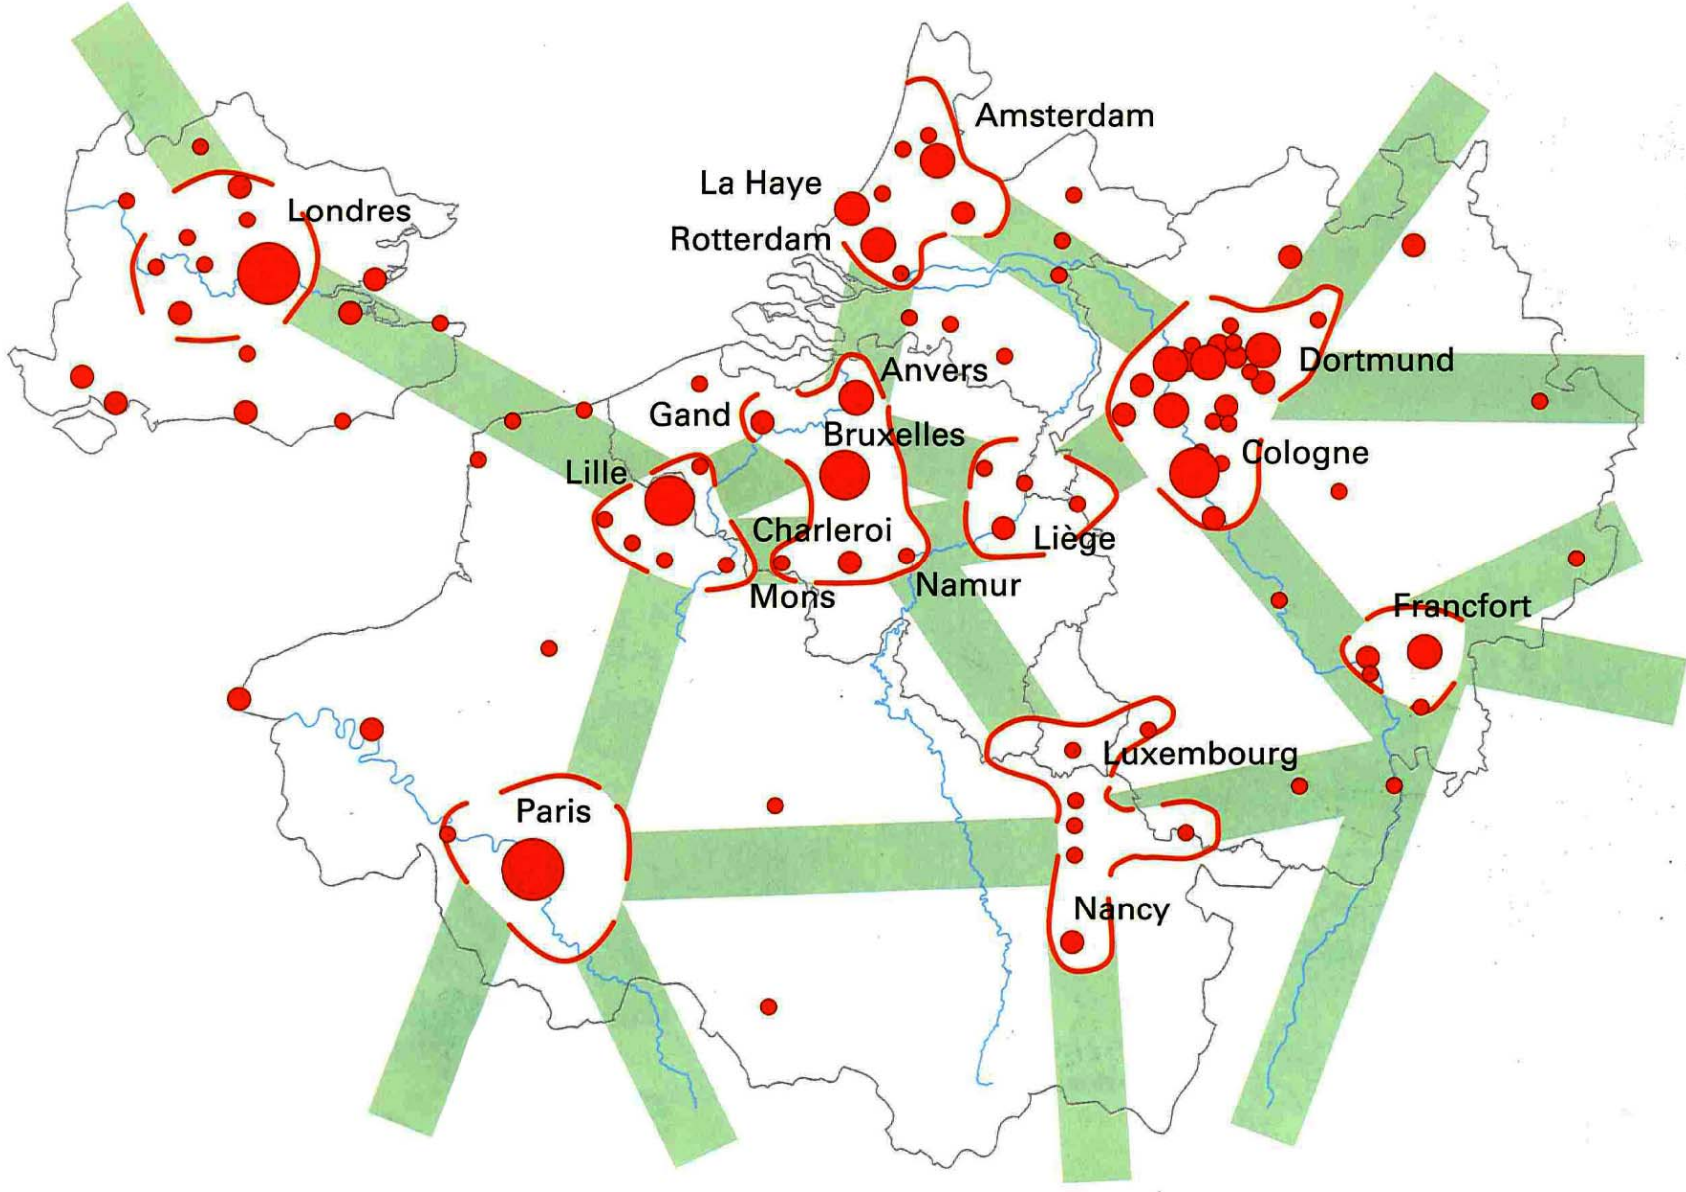 Amsterdam
La Haye
Londres
Rotterdam
Dortmund
Anvers
Gand
Bruxelles
Cologne
Lille
Charleroi
Liège
Namur
Mons
Francfort
Luxembourg
Paris
Nancy